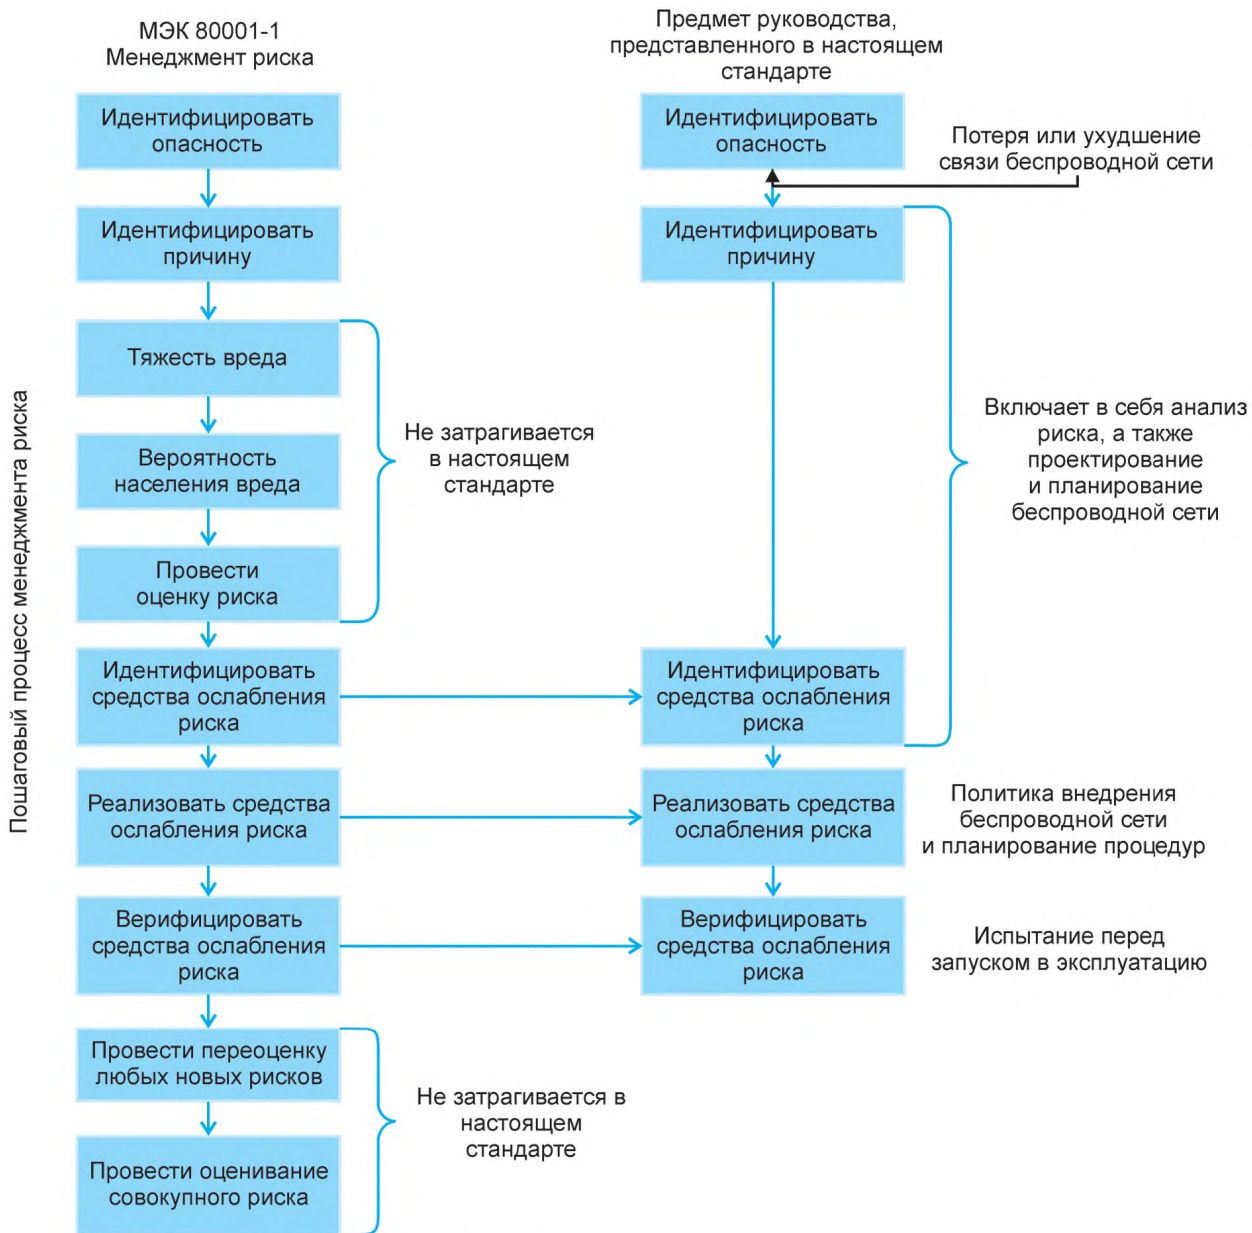 МЭК 80001-1
Менеджмент риска
Предмет руководства,
представленного в настоящем
стандарте
Идентифицировать
опасность
Идентифицировать
опасность
Потеря или ухудшение
связи беспроводной сети
Идентифицировать
причину
Идентифицировать
причину
Тяжесть вреда
Вероятность
населения вреда
Провести
оценку риска
Не затрагивается
в настоящем
стандарте
Включает в себя анализ
риска, а также
проектирование
и планирование
беспроводной сети
Пошаговый процесс менеджмента риска
Идентифицировать
средства ослабления
риска
Идентифицировать
средства ослабления
риска
Реализовать средства
ослабления риска
Реализовать средства
ослабления риска
Политика внедрения
беспроводной сети
и планирование процедур
Верифицировать
средства ослабления
риска
Верифицировать
средства ослабления
риска
Испытание перед
запуском в эксплуатацию
Провести переоценку
любых новых рисков
Провести оценивание
совокупного риска
Не затрагивается в
настоящем
стандарте